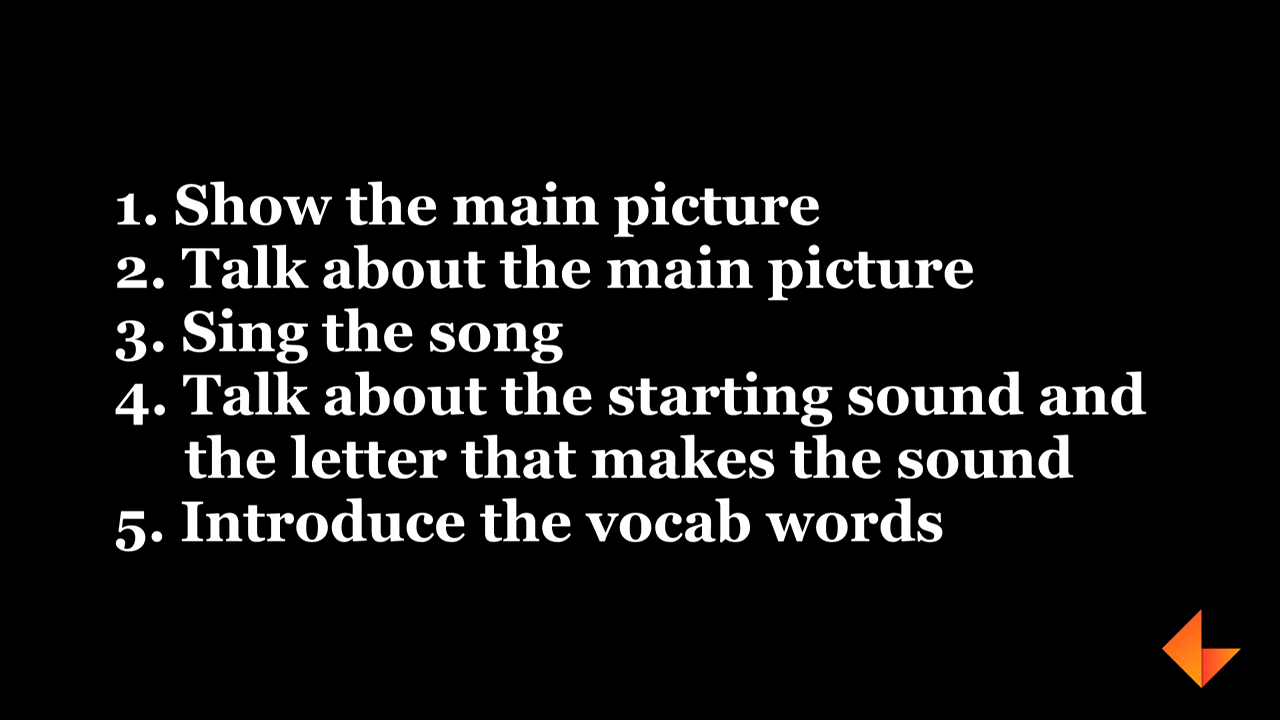 1. Show the main picture
2. Talk about the main picture
3. Sing the song
4. Talk about the starting sound and
the letter that makes the sound
5. Introduce the vocab words